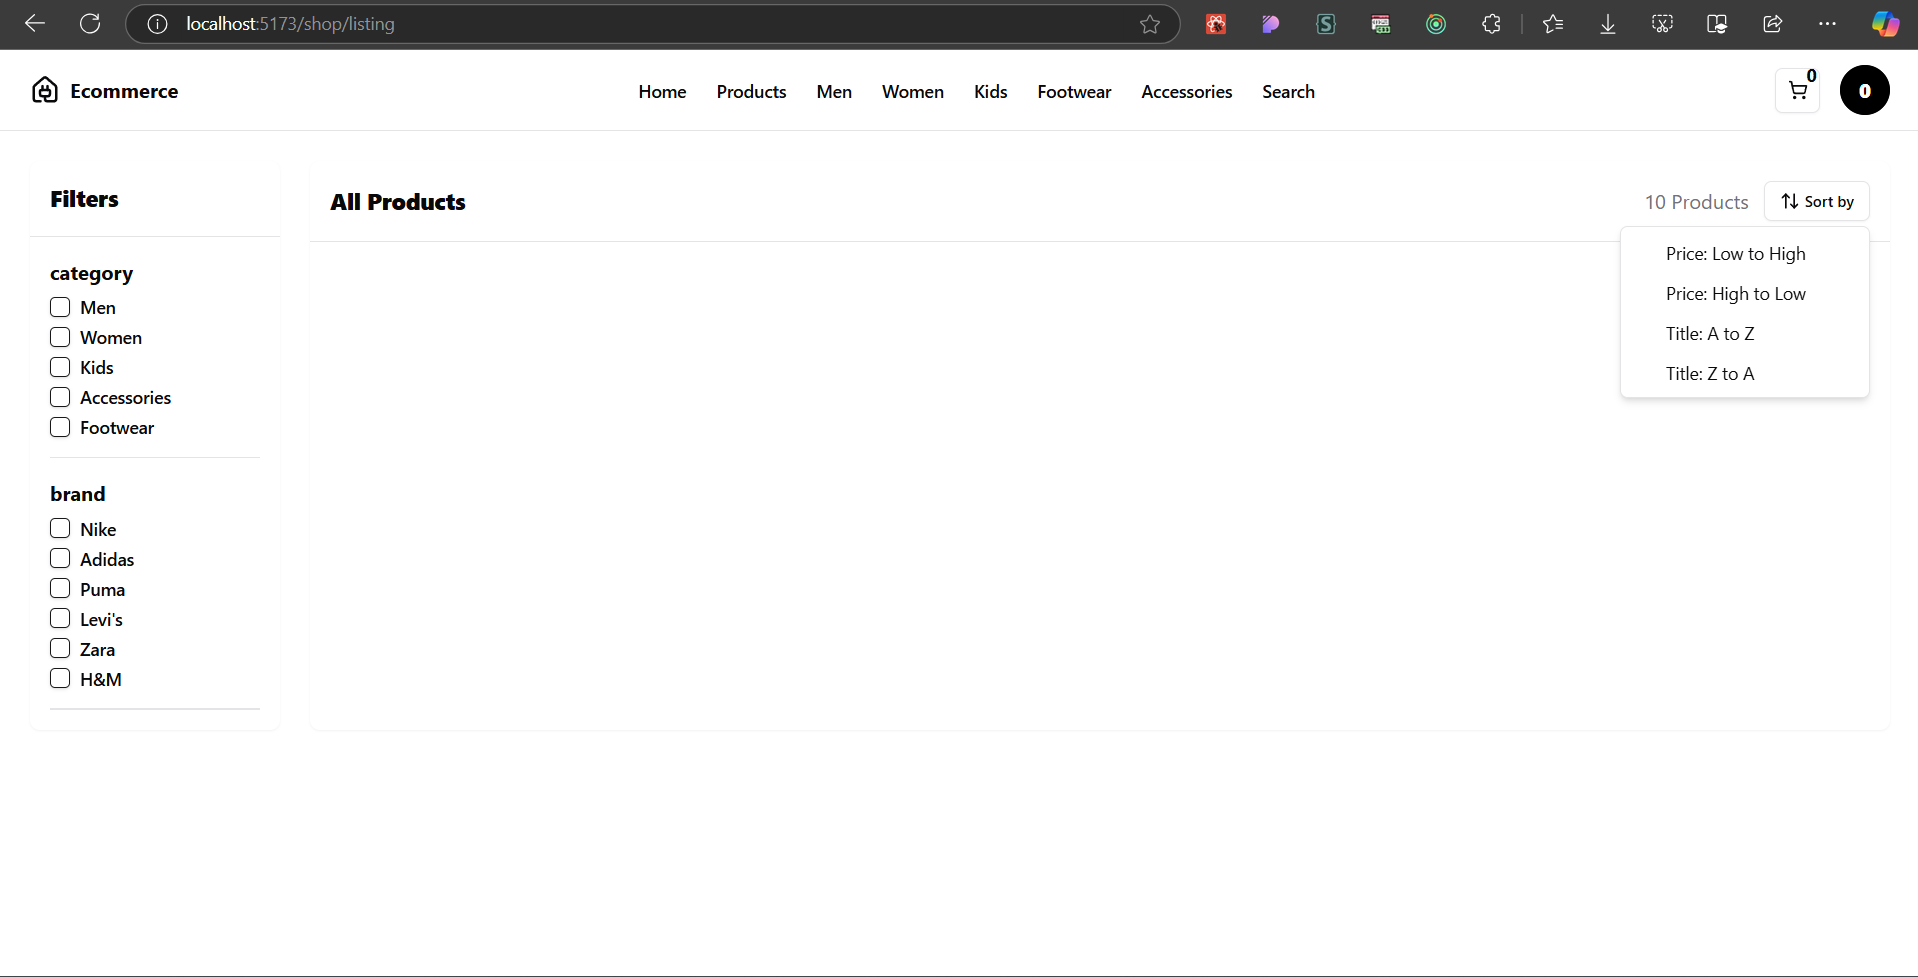 localhost:5173/shop/listing
Ecommerce
Home Products Men Women Kids Footwear Accessories Search
0
0
Filters
category
Men
Women
Kids
Accessories
Footwear
brand
Nike
Adidas
Puma
Levi's
Zara
H&M
All Products
10 Products
Sort by
Price: Low to High
Price: High to Low
Title: A to Z
Title: Z to A